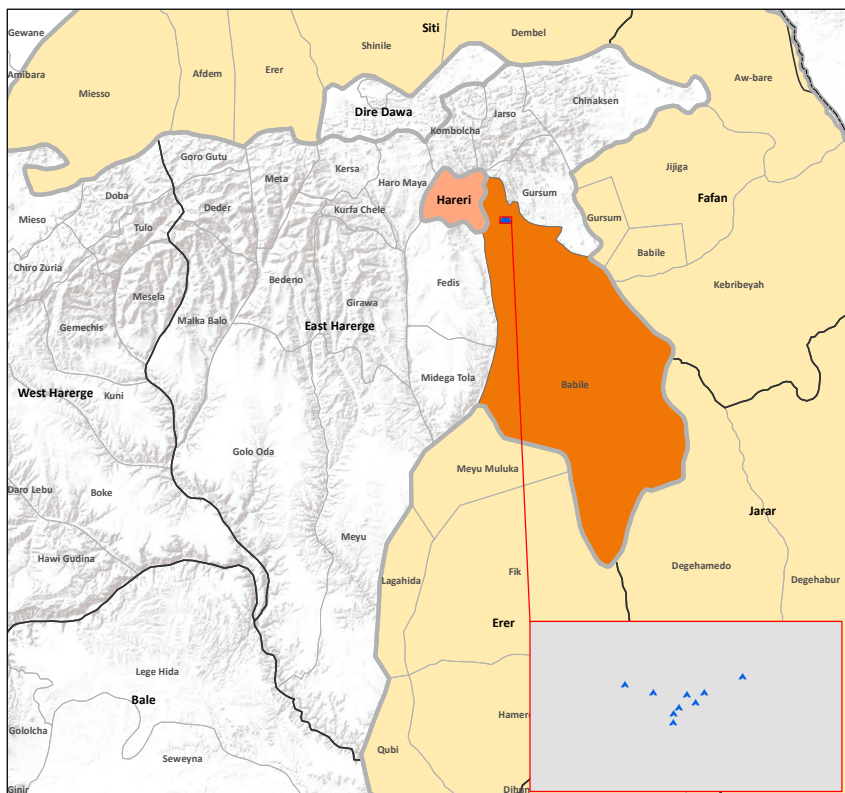 Gewane
Siti
Dembel
Shinile
Amibara
Afdem
Erer
Aw-bare
Miesso
Chinaksen
Dire Dawa
Jarso
Kombolcha
Goro Gutu
Kersa
Jijiga
Meta
Haro Maya
Doba
Gursum
Hareri
Fafan
Deder
Kurfa Chele
Mieso
Gursum
Tulo
Babile
Chiro Zuria
Bedeno
Fedis
Kebribeyah
Mesela
Girawa
Gemechis
Malka Balo
East Harerge
Midega Tola
Babile
West Harerge
Kuni
Golo Oda
Meyu Muluka
Daro Lebu
Boke
Jarar
Meyu
Hawi Gudina
Fik
Degehamedo
Lagahida
Degehabur
Erer
Lege Hida
Bale
Hamero
Gololcha
Qubi
Seweyna
Ginir
Dihun